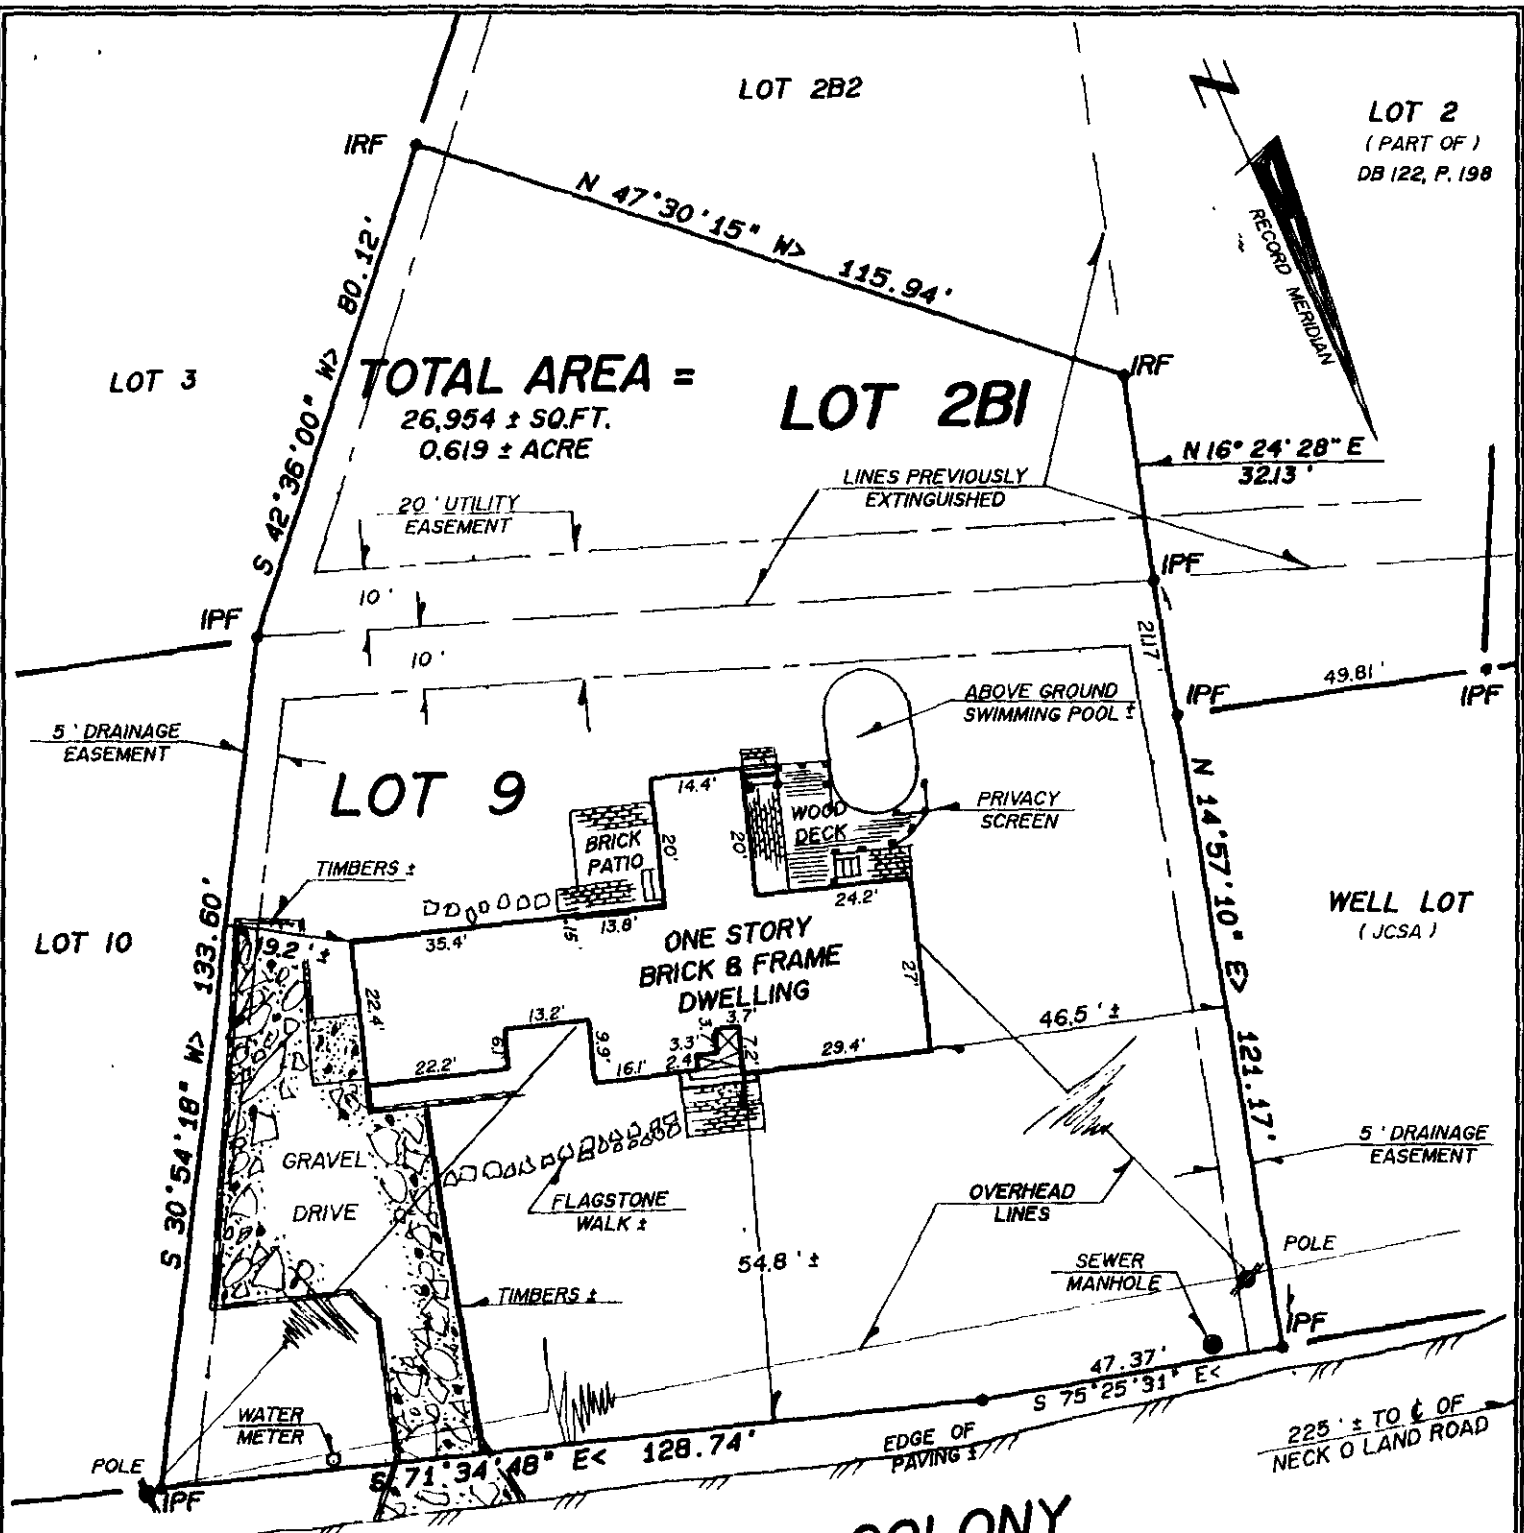 LOT 2B2
N
LOT 2
( PART OF )
DB 122, P. 198
IRF
N 47°30'15" W> 115.94'
RECORD MERIDIAN
S 42°36'00" W> 80.12'
LOT 3
TOTAL AREA =
26,954 ± SQ.FT.
0.619 ± ACRE
LOT 2B1
IRF
N 16° 24' 28" E
32.13 '
LINES PREVIOUSLY
EXTINGUISHED
20 ' UTILITY
EASEMENT
10 '
10 '
IPF
IPF
21.17
IPF
49.81 '
IPF
5 ' DRAINAGE
EASEMENT
LOT 9
ABOVE GROUND
SWIMMING POOL ±
PRIVACY
SCREEN
14.4'
20'
20'
WOOD
DECK
BRICK
PATIO
TIMBERS ±
24.2'
13.8'
.15'
35.4'
19.2 ' ±
LOT 10
S 30°54'18" W> 133.60'
N 14°57'10" E> 121.17'
WELL LOT
( JCSA )
ONE STORY
BRICK & FRAME
DWELLING
27'
22.4'
13.2'
6.1'
9.9'
22.2'
16.1'
3.7'
3.7'
3.3'
2.4'
7.2'
29.4'
46.5 ' ±
GRAVEL
DRIVE
FLAGSTONE
WALK ±
54.8 ' ±
TIMBERS ±
OVERHEAD
LINES
5 ' DRAINAGE
EASEMENT
SEWER
MANHOLE
POLE
IPF
47.37'
S 75°25'31" E<
WATER
METER
POLE
IPF
S 71°34'48" E< 128.74'
EDGE OF
PAVING ±
225 ' ± TO ℄ OF
NECK O LAND ROAD
COLONY